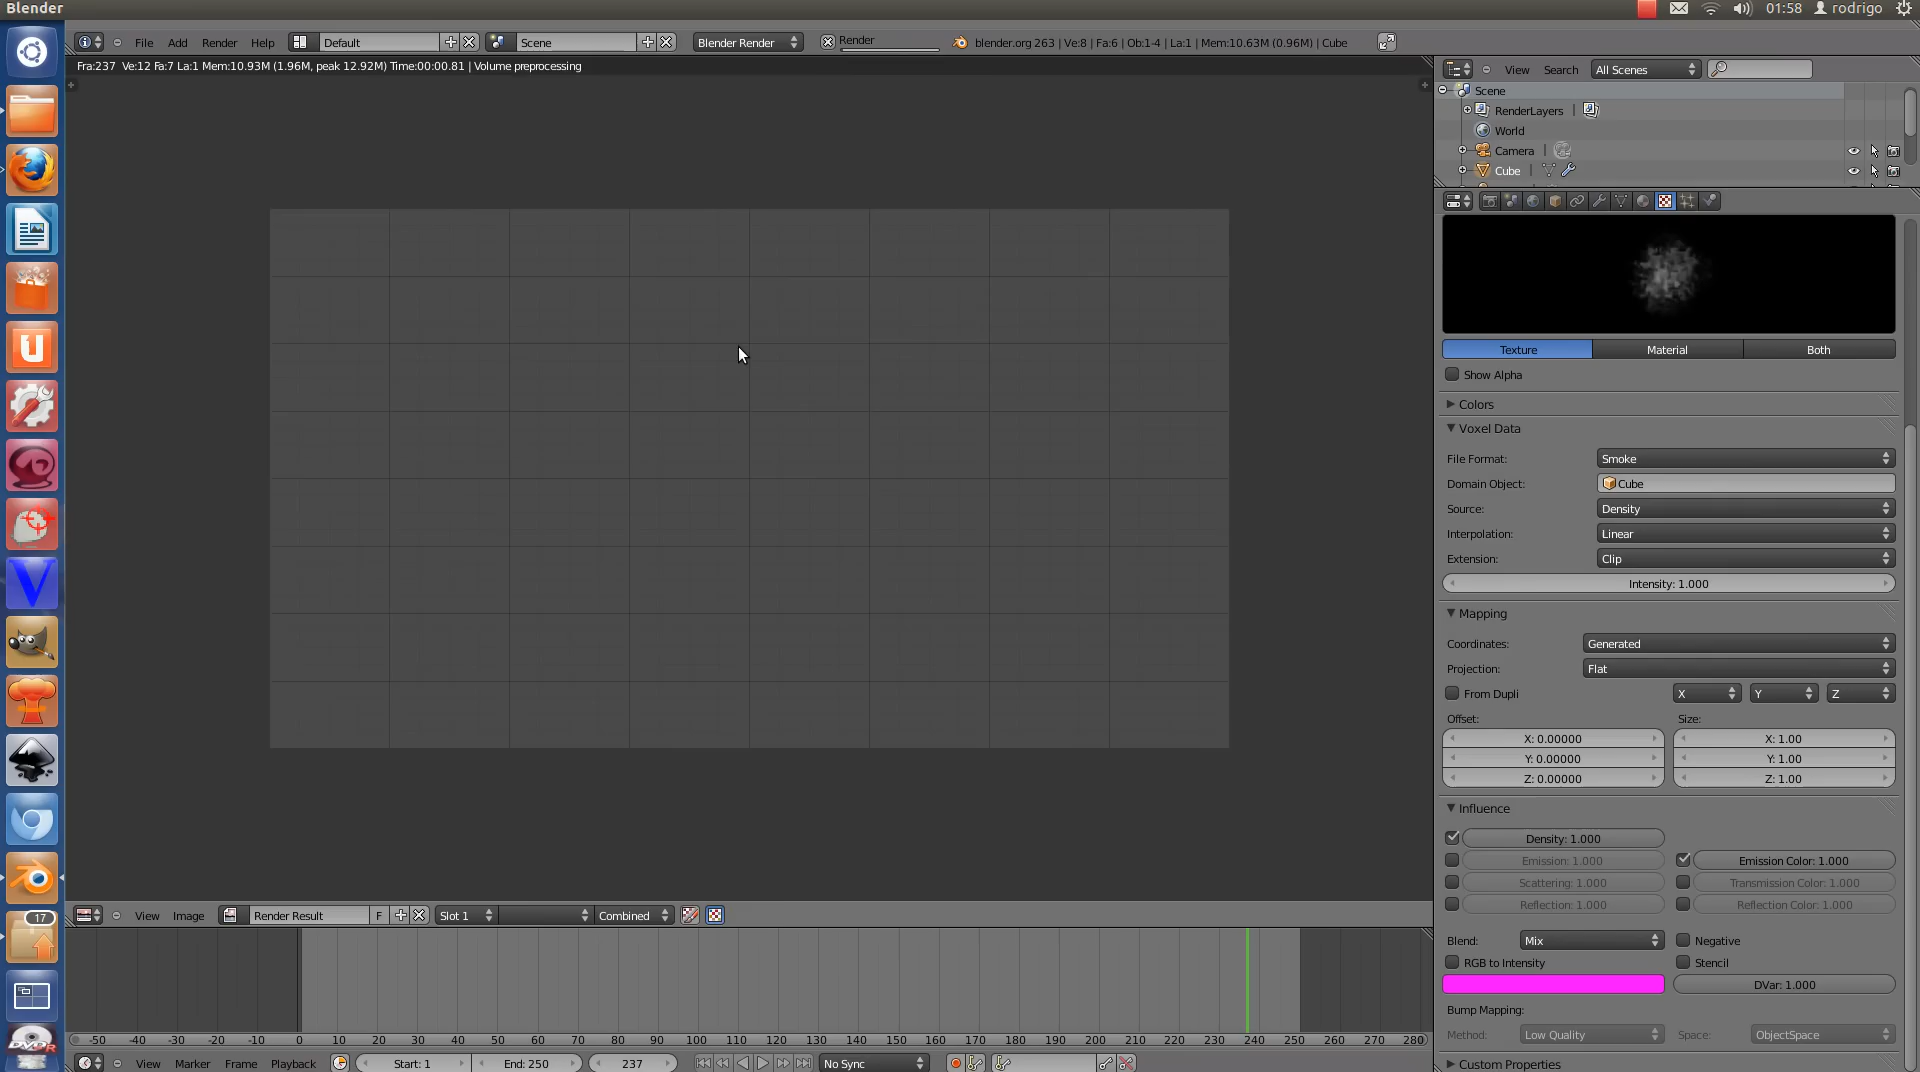 Blender
01:58 rodrigo
File Add Render Help Default Scene Blender Render Render blender.org 263 | Ve:8 | Fa:6 | Ob:1-4 | La:1 | Mem:10.63M (0.96M) | Cube
Fra:237 Ve:12 Fa:7 La:1 Mem:10.93M (1.96M, peak 12.92M) Time:00:00.81 | Volume preprocessing
View Search All Scenes
Scene
RenderLayers |
World
Camera |
Cube |
Texture Material Both
Show Alpha
Colors
Voxel Data
File Format: Smoke
Domain Object: Cube
Source: Density
Interpolation: Linear
Extension: Clip
Intensity: 1.000
Mapping
Coordinates: Generated
Projection: Flat
From Dupli X Y Z
Offset: Size:
X: 0.00000 X: 1.00
Y: 0.00000 Y: 1.00
Z: 0.00000 Z: 1.00
Influence
Density: 1.000
Emission: 1.000 Emission Color: 1.000
Scattering: 1.000 Transmission Color: 1.000
Reflection: 1.000 Reflection Color: 1.000
Blend: Mix Negative
RGB to Intensity Stencil
DVar: 1.000
Bump Mapping:
Method: Low Quality Space: ObjectSpace
Custom Properties
17
View Image Render Result F Slot 1 Combined
-50 -40 -30 -20 -10 0 10 20 30 40 50 60 70 80 90 100 110 120 130 140 150 160 170 180 190 200 210 220 230 240 250 260 270 280
View Marker Frame Playback Start: 1 End: 250 237 No Sync